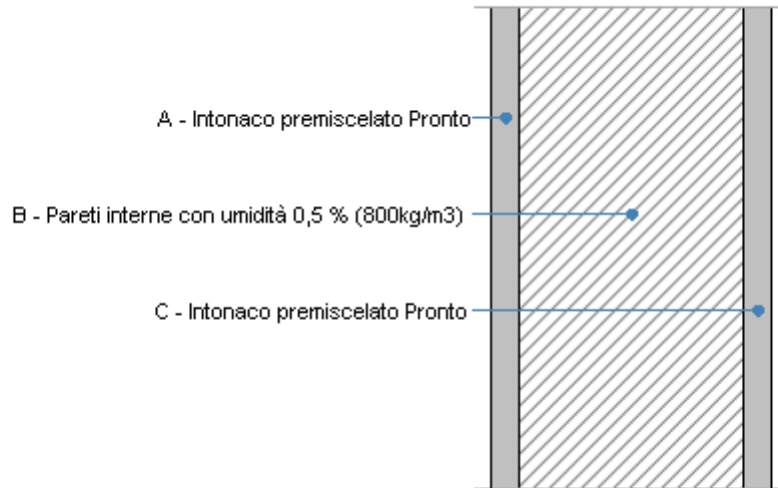 A - Intonaco premiscelato Pronto
B - Pareti interne con umidità 0,5 % (800kg/m3)
C - Intonaco premiscelato Pronto